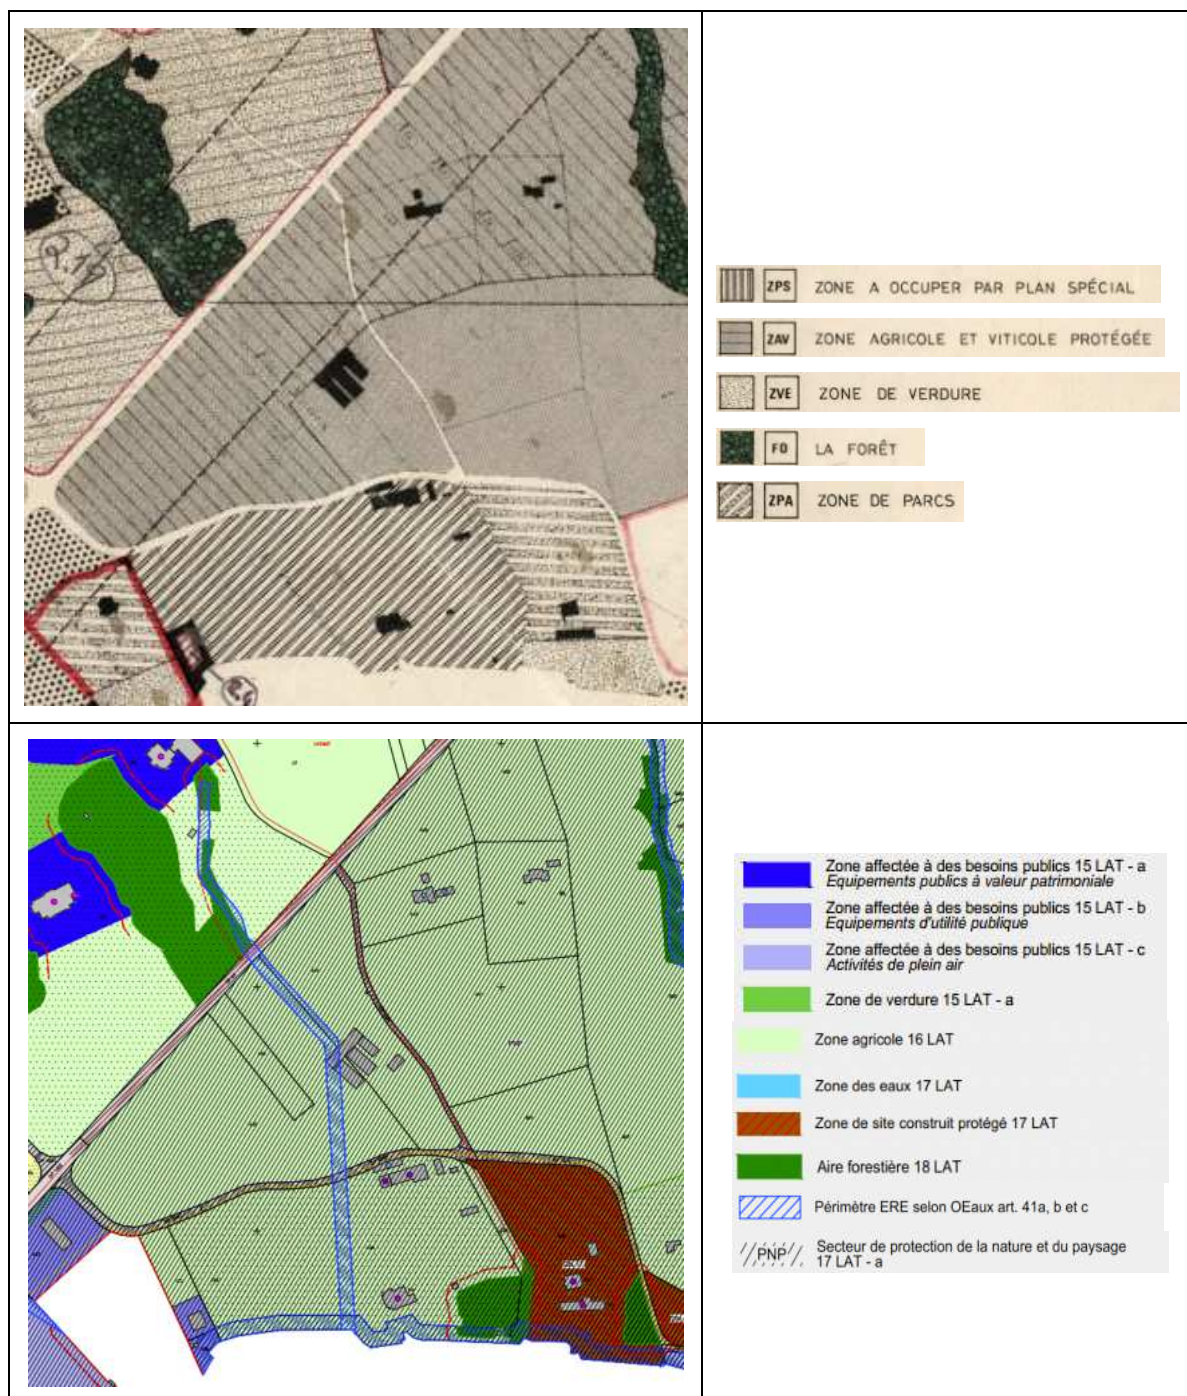 ZPS ZONE A OCCUPER PAR PLAN SPÉCIAL
ZAV ZONE AGRICOLE ET VITICOLE PROTÉGÉE
ZVE ZONE DE VERDURE
FO LA FORÊT
ZPA ZONE DE PARCS
PNP
Zone affectée à des besoins publics 15 LAT - a
Equipements publics à valeur patrimoniale
Zone affectée à des besoins publics 15 LAT - b
Equipements d'utilité publique
Zone affectée à des besoins publics 15 LAT - c
Activités de plein air
Zone de verdure 15 LAT - a
Zone agricole 16 LAT
Zone des eaux 17 LAT
Zone de site construit protégé 17 LAT
Aire forestière 18 LAT
Périmètre ERE selon OEaux art. 41a, b et c
PNP Secteur de protection de la nature et du paysage
17 LAT - a